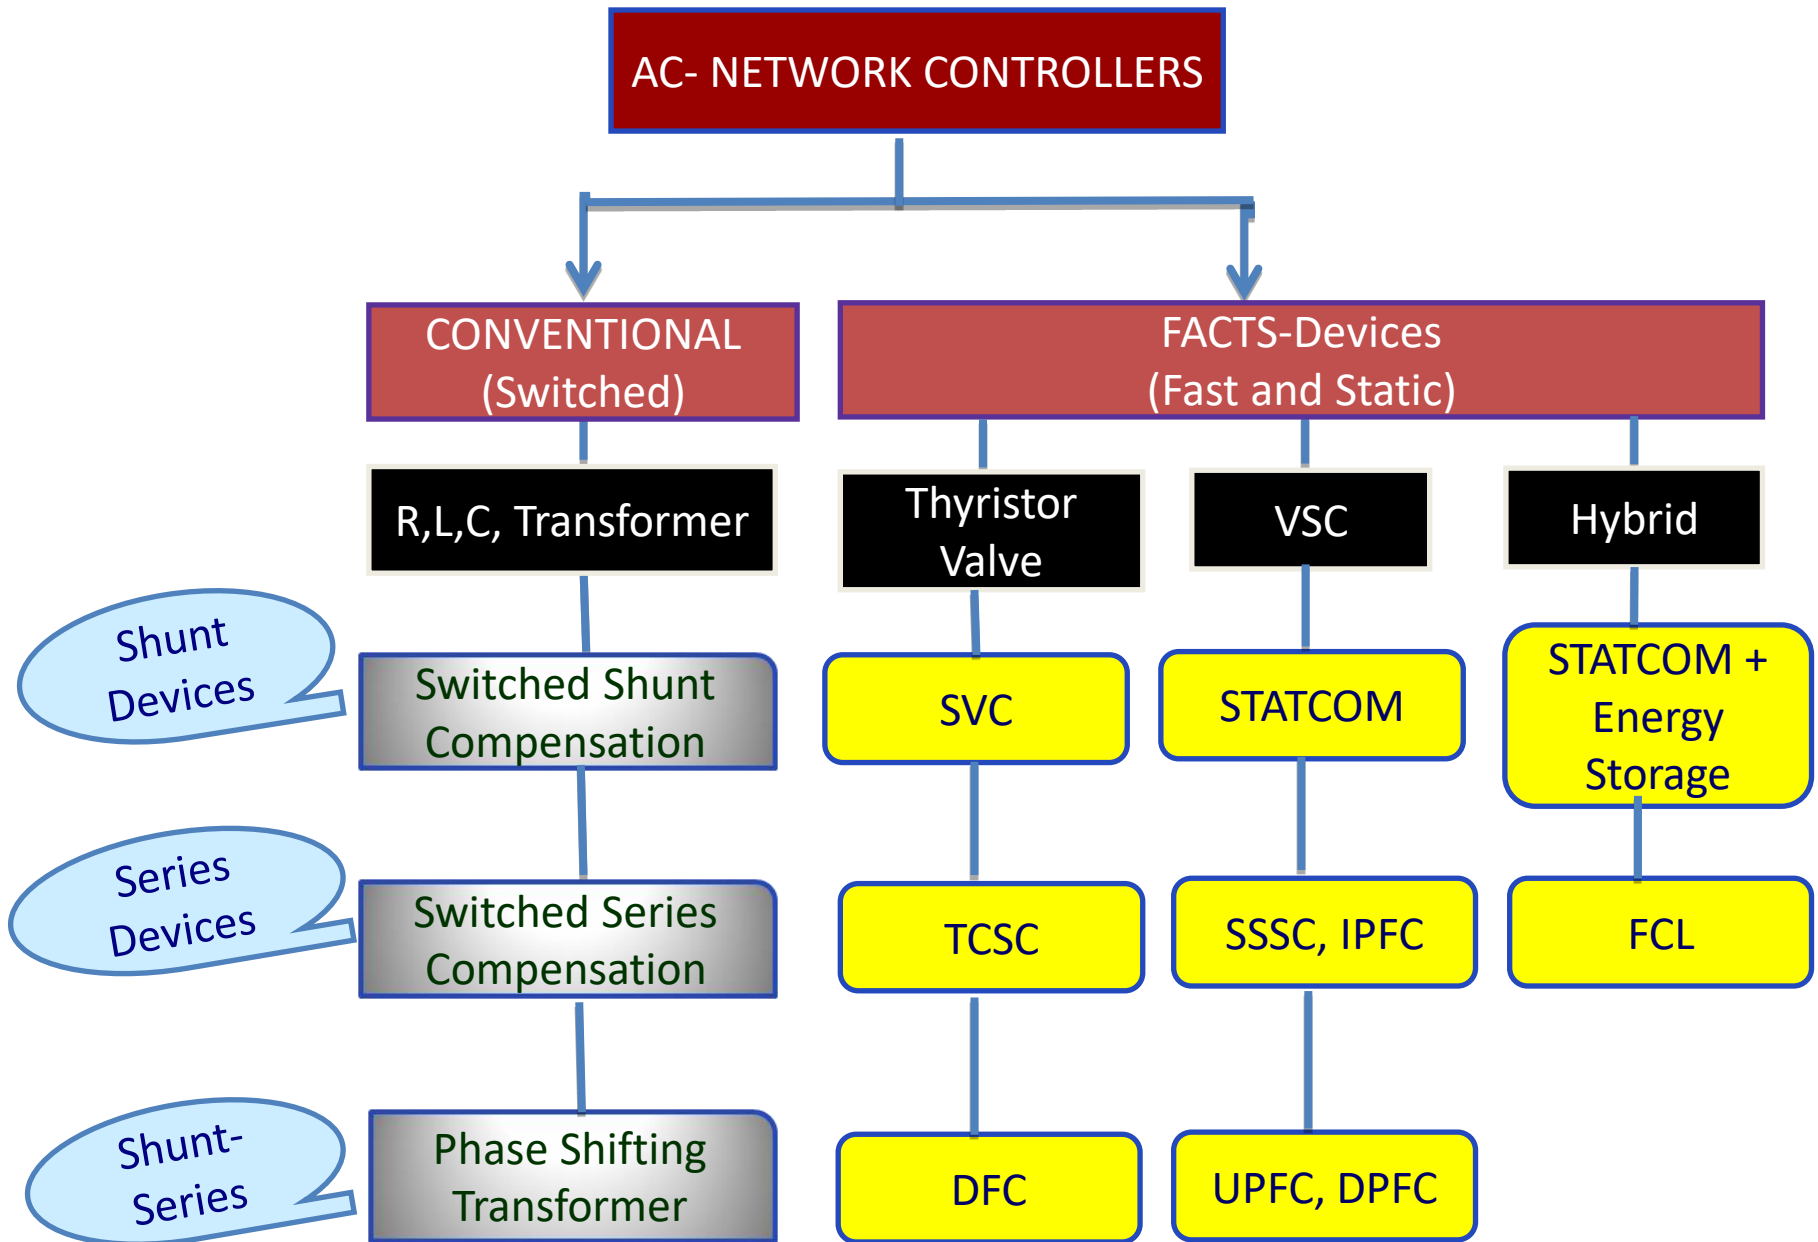 AC- NETWORK CONTROLLERS
CONVENTIONAL
(Switched)
FACTS-Devices
(Fast and Static)
R,L,C, Transformer
Thyristor
Valve
VSC
Hybrid
Shunt
Devices
Switched Shunt
Compensation
SVC
STATCOM
STATCOM +
Energy
Storage
Series
Devices
Switched Series
Compensation
TCSC
SSSC, IPFC
FCL
Shunt-
Series
Phase Shifting
Transformer
DFC
UPFC, DPFC